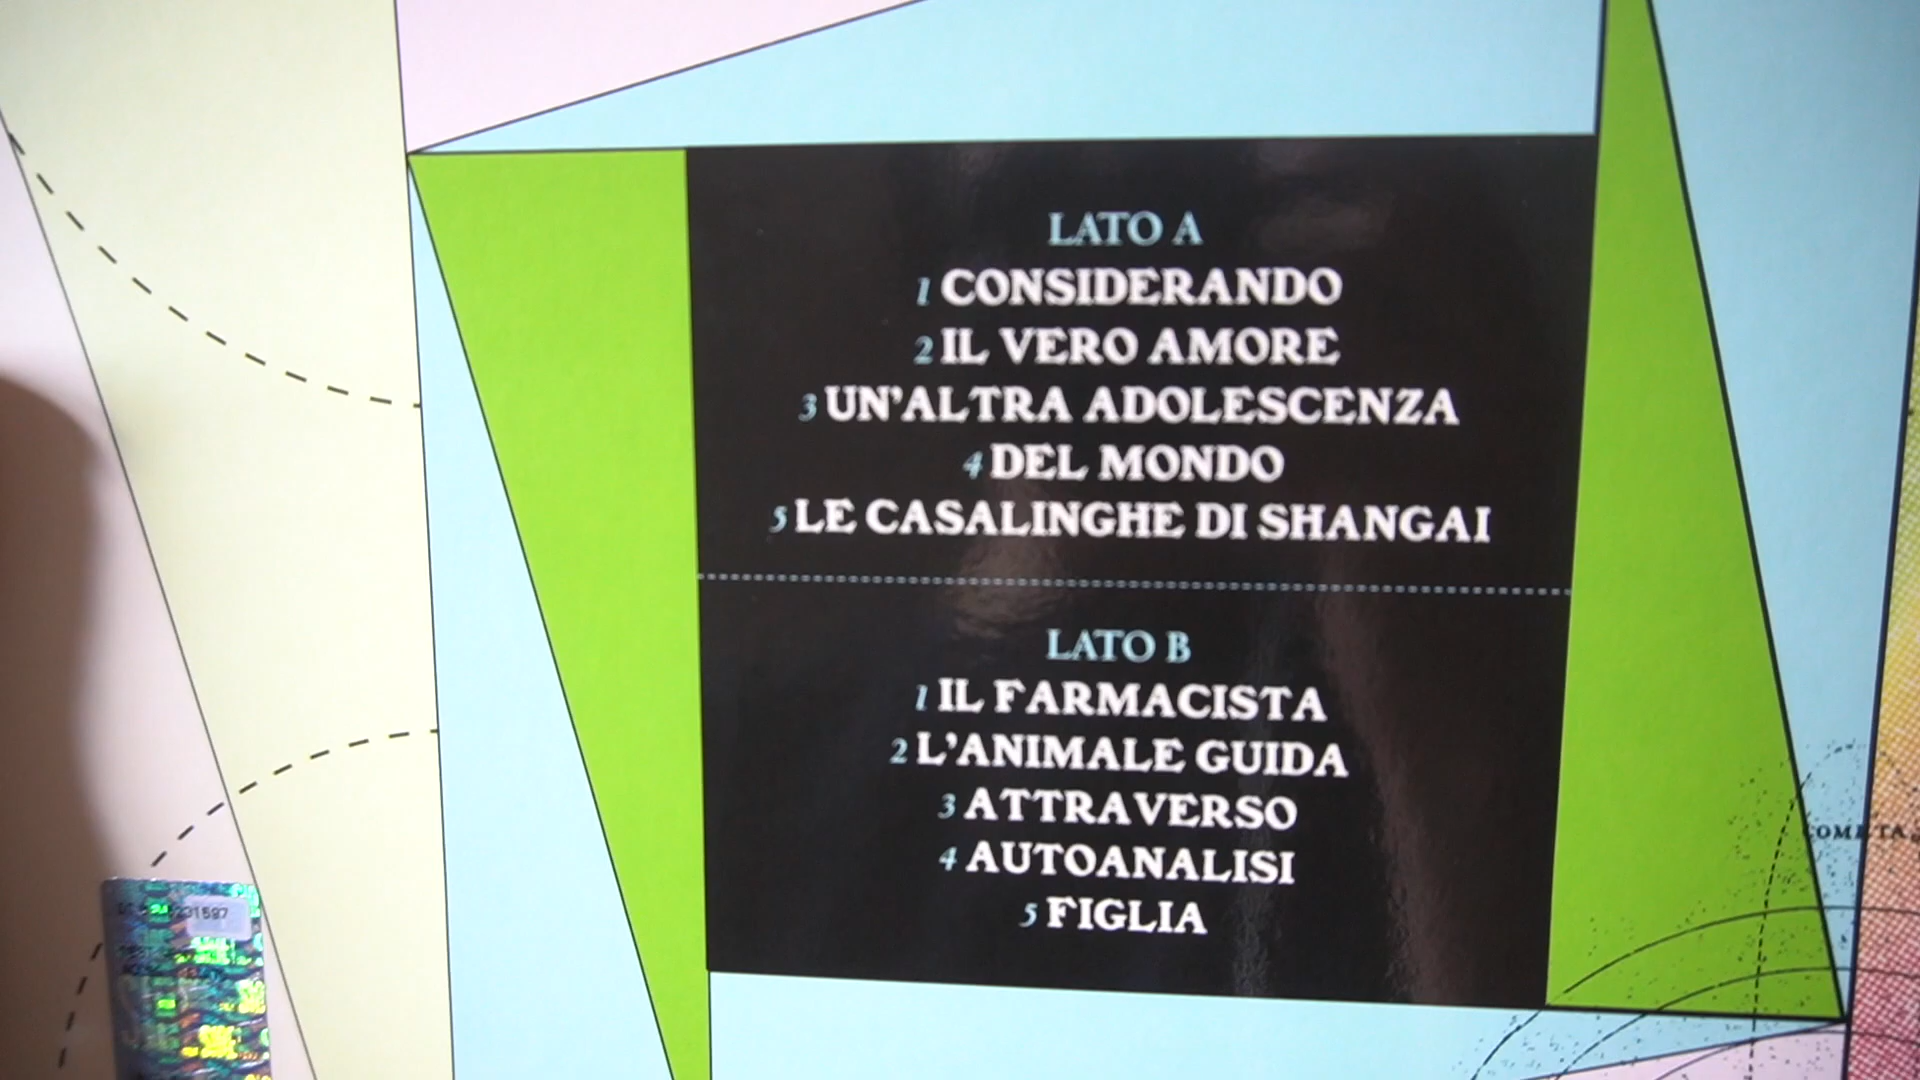 LATO A
1 CONSIDERANDO
2 IL VERO AMORE
3 UN'ALTRA ADOLESCENZA
4 DEL MONDO
5 LE CASALINGHE DI SHANGAI
LATO B
1 IL FARMACISTA
2 L'ANIMALE GUIDA
3 ATTRAVERSO
4 AUTOANALISI
5 FIGLIA
COMETA